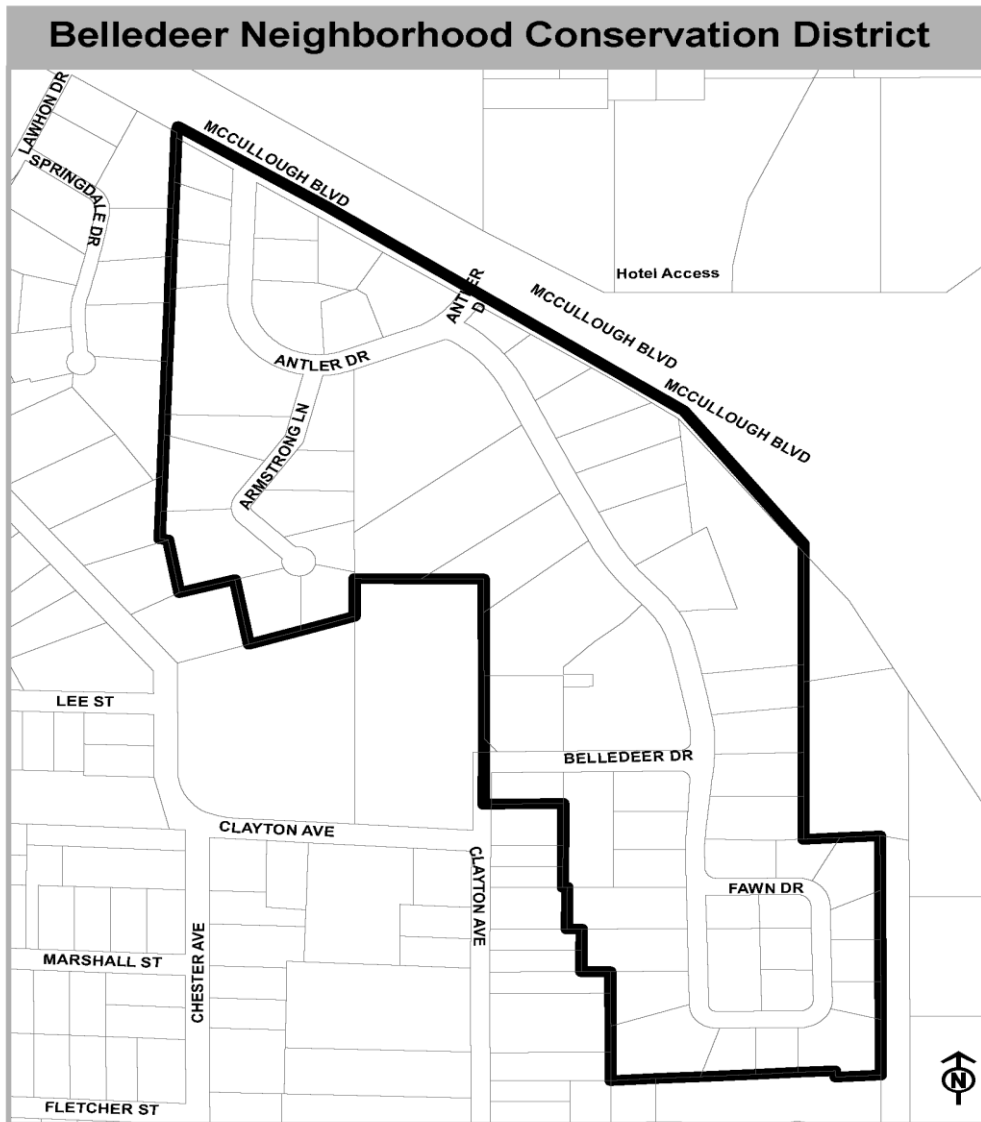 Belledeer Neighborhood Conservation District
LAWHON DR
MCCULLOUGH BLVD
SPRINGDALE DR
Hotel Access
ANTLER
D
MCCULLOUGH BLVD
ANTLER DR
MCCULLOUGH BLVD
ARMSTRONG LN
LEE ST
BELLEDEER DR
CLAYTON AVE
CLAYTON AVE
FAWN DR
CHESTER AVE
MARSHALL ST
N
FLETCHER ST